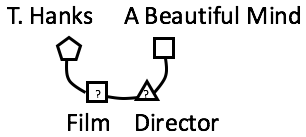 T. Hanks A Beautiful Mind
? ?
Film Director